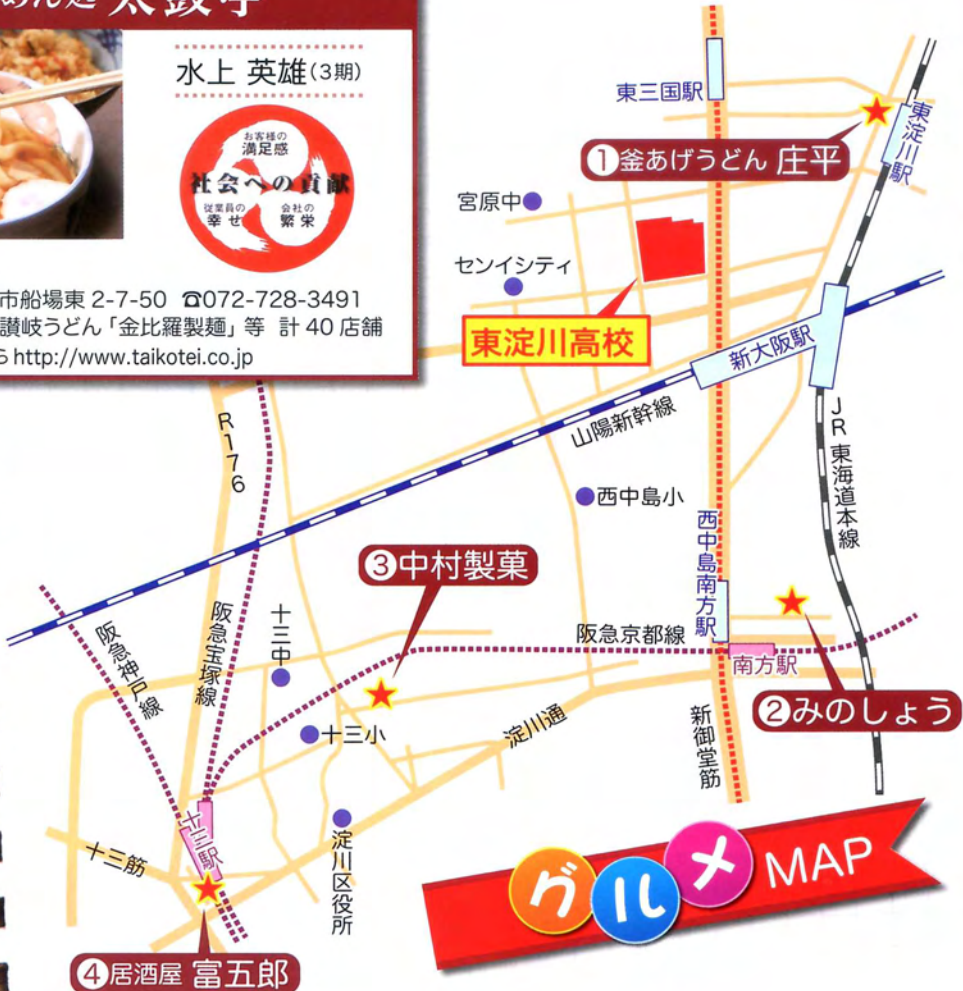 めん処 太鼓亭
水上 英雄(3期)
お客様の
満足感
社会への貢献
従業員の
幸せ
会社の
繁栄
市船場東 2-7-50 ☎072-728-3491
讃岐うどん「金比羅製麺」等 計40店舗
http://www.taikotei.co.jp
東三国駅
東淀川駅
①釜あげうどん 庄平
宮原中
センイシティ
東淀川高校
新大阪駅
山陽新幹線
JR東海道本線
R176
西中島小
西中島南方駅
③中村製菓
阪急神戸線
阪急宝塚線
十三中
阪急京都線
南方駅
②みのしょう
十三小
淀川通
新御堂筋
十三駅
十三筋
淀川区役所
グルメ MAP
④居酒屋 富五郎